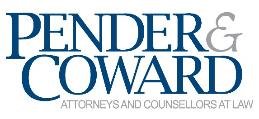 PENDER&
COWARD
ATTORNEYS AND COUNSELLORS AT LAW